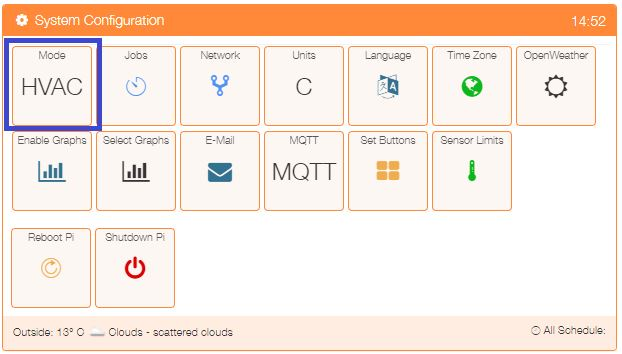 System Configuration 14:52
Mode Jobs Network Units Language Time Zone OpenWeather
HVAC C
Enable Graphs Select Graphs E-Mail MQTT Set Buttons Sensor Limits
MQTT
Reboot Pi Shutdown Pi
Outside: 13º C Clouds - scattered clouds All Schedule: